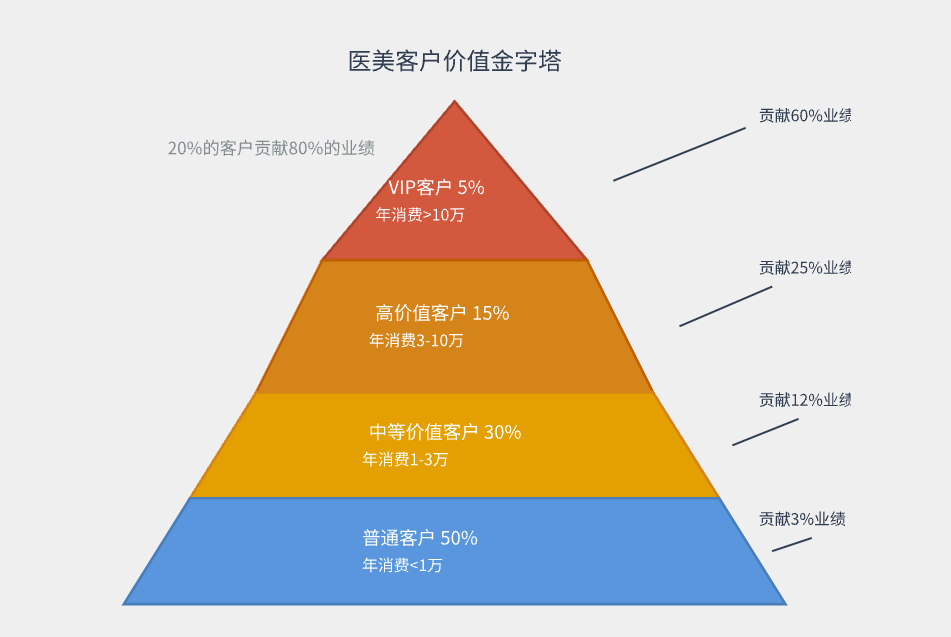 医美客户价值金字塔
贡献60%业绩
20%的客户贡献80%的业绩
VIP客户 5%
年消费>10万
贡献25%业绩
高价值客户 15%
年消费3-10万
贡献12%业绩
中等价值客户 30%
年消费1-3万
贡献3%业绩
普通客户 50%
年消费<1万